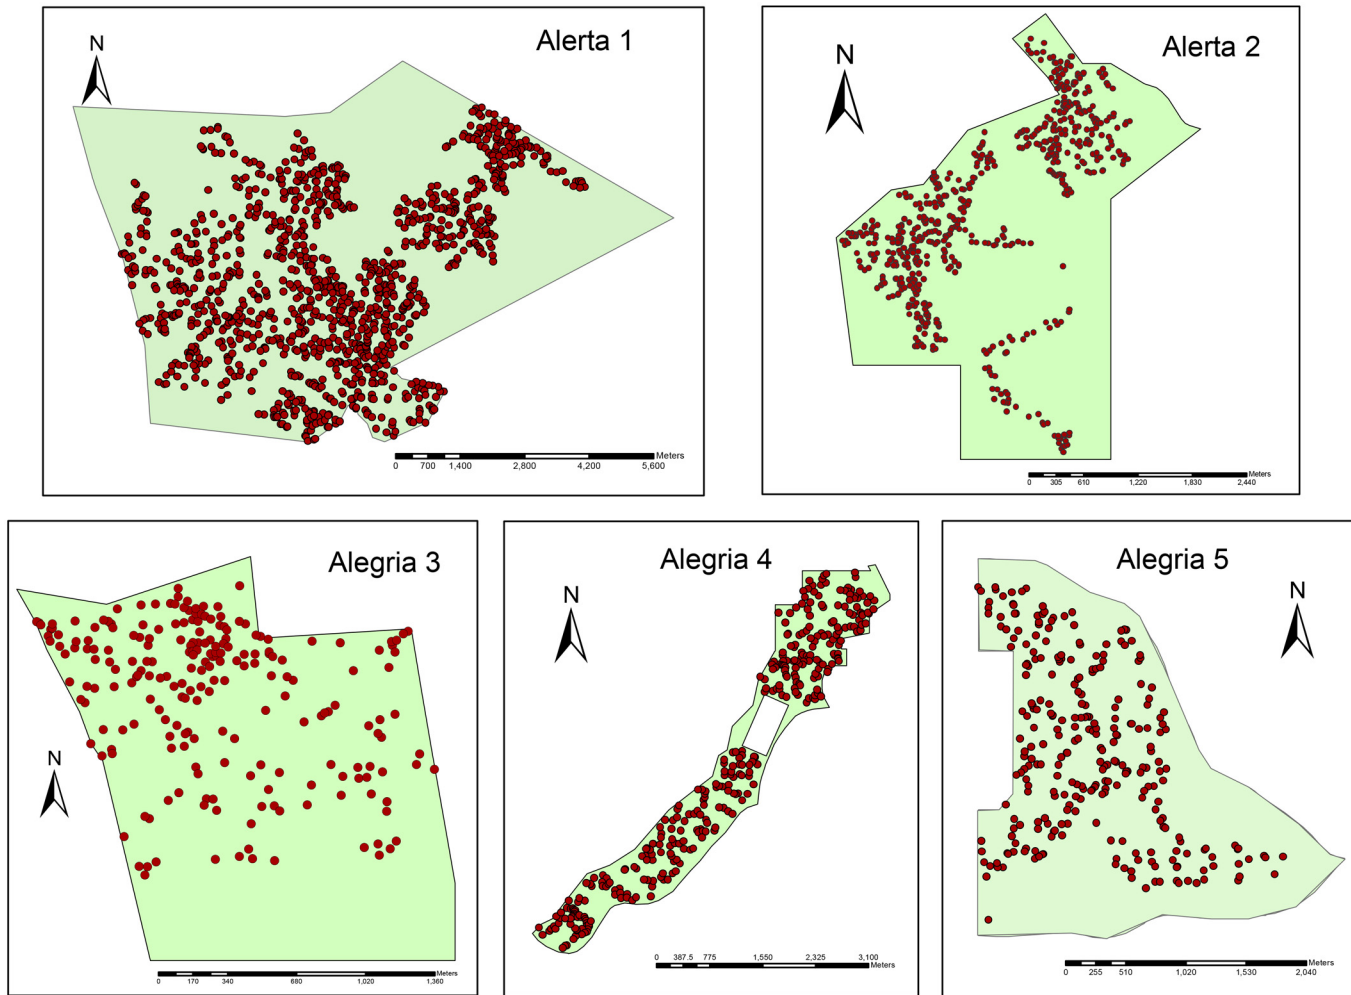 Alerta 1
N
Meters
0 700 1,400 2,800 4,200 5,600
Alerta 2
N
Meters
0 305 610 1,220 1,830 2,440
Alegria 3
N
Meters
0 170 340 680 1,020 1,360
Alegria 4
N
0 387.5 775 1,550 2,325 3,100
Meters
Alegria 5
N
Meters
0 255 510 1,020 1,530 2,040